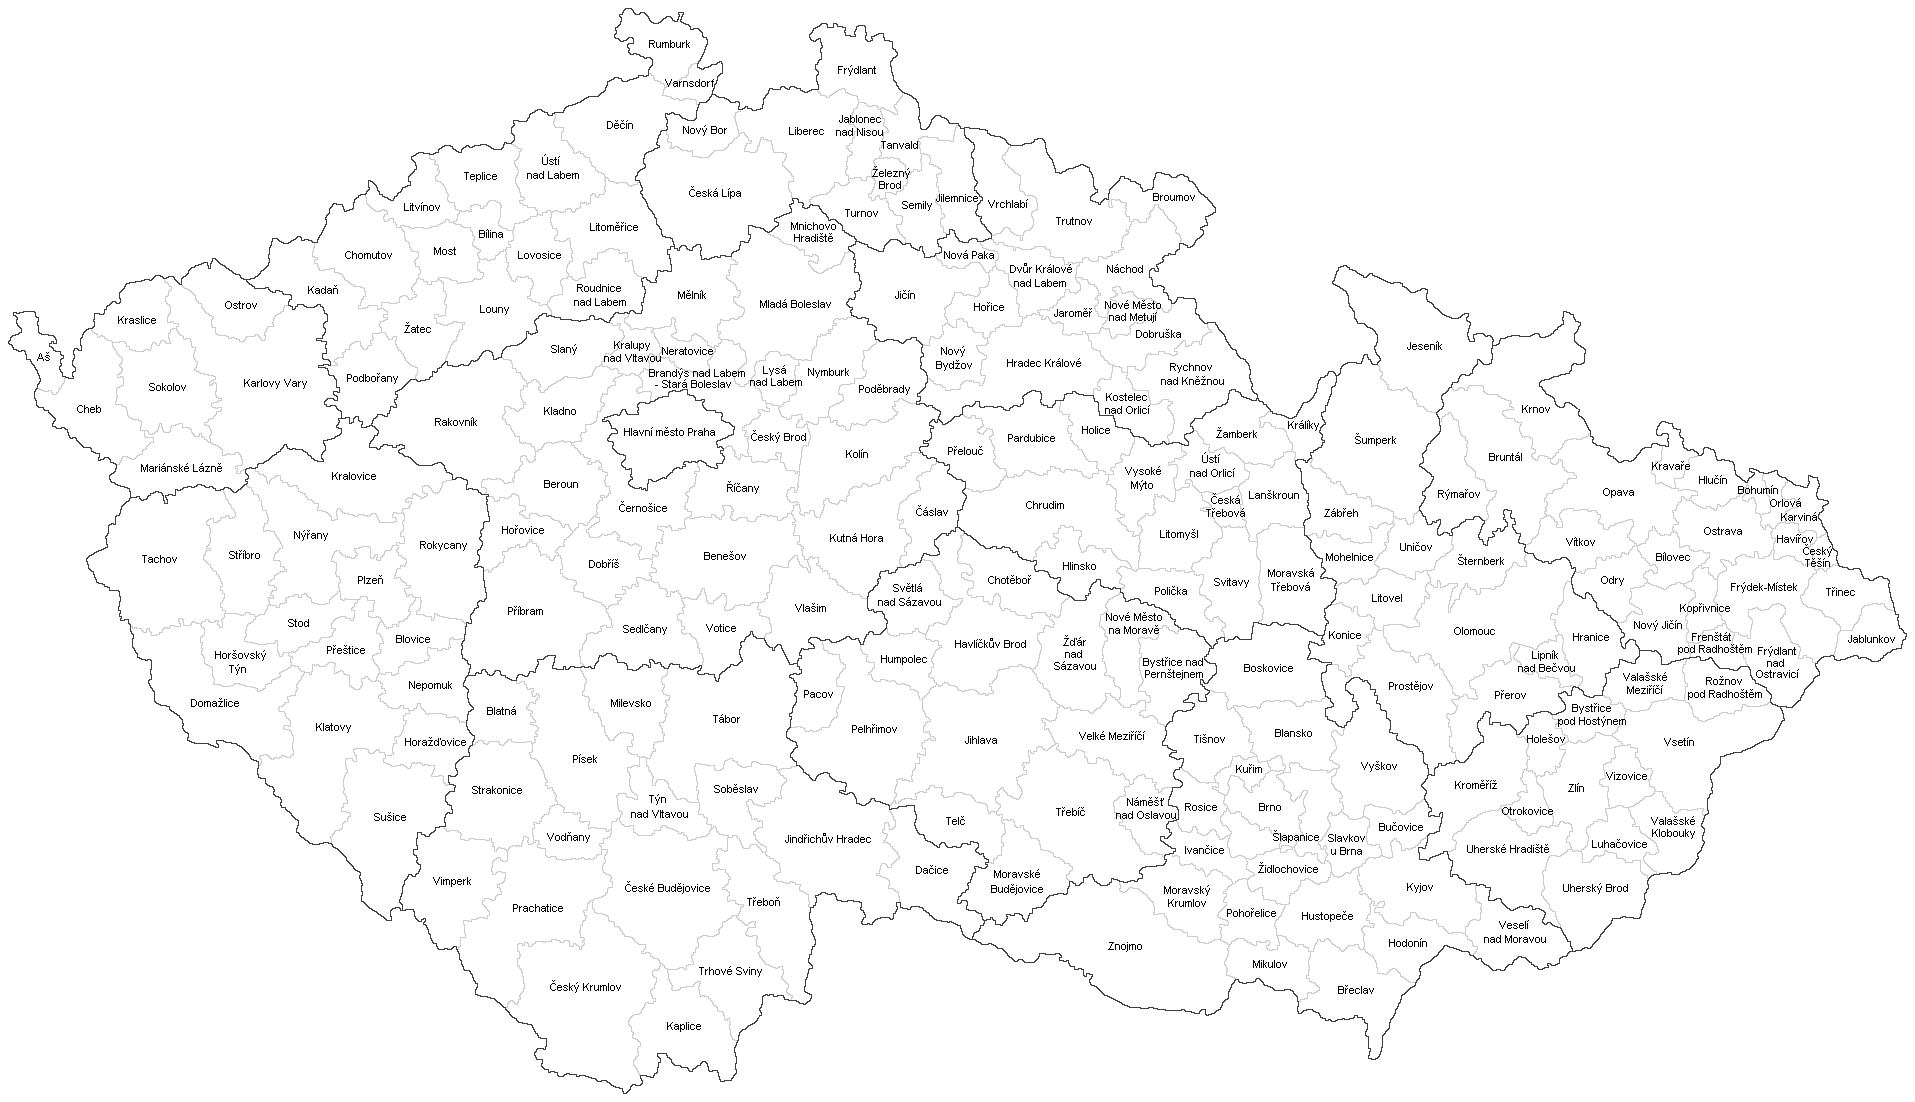 Rumburk
Varnsdorf
Frýdlant
Děčín
Nový Bor
Liberec
Jablonec
nad Nisou
Tanvald
Ústí
nad Labem
Teplice
Česká Lípa
Železný
Brod
Semily
Jilemnice
Turnov
Vrchlabí
Trutnov
Broumov
Litvínov
Bílina
Litoměřice
Mnichovo
Hradiště
Chomutov
Most
Lovosice
Nová Paka
Dvůr Králové
nad Labem
Náchod
Kadaň
Roudnice
nad Labem
Mělník
Mladá Boleslav
Jičín
Hořice
Jaroměř
Nové Město
nad Metují
Dobruška
Ostrov
Kraslice
Louny
Žatec
Aš
Slaný
Kralupy
nad Vltavou
Neratovice
Brandýs nad Labem
- Stará Boleslav
Lysá
nad Labem
Nymburk
Poděbrady
Nový
Bydžov
Hradec Králové
Rychnov
nad Kněžnou
Jeseník
Cheb
Sokolov
Karlovy Vary
Podbořany
Rakovník
Kladno
Hlavní město Praha
Český Brod
Kolín
Kostelec
nad Orlicí
Přelouč
Pardubice
Holice
Žamberk
Králíky
Šumperk
Krnov
Bruntál
Mariánské Lázně
Kralovice
Beroun
Říčany
Černošice
Čáslav
Vysoké
Mýto
Ústí
nad Orlicí
Lanškroun
Česká
Třebová
Rýmařov
Opava
Kravaře
Hlučín
Bohumín
Orlová
Karviná
Chrudim
Zábřeh
Ostrava
Havířov
Český
Těšín
Tachov
Stříbro
Nýřany
Rokycany
Hořovice
Dobříš
Benešov
Kutná Hora
Litomyšl
Mohelnice
Uničov
Šternberk
Vítkov
Bílovec
Plzeň
Světlá
nad Sázavou
Chotěboř
Hlinsko
Polička
Svitavy
Moravská
Třebová
Odry
Frýdek-Místek
Třinec
Příbram
Sedlčany
Votice
Vlašim
Litovel
Kopřivnice
Nový Jičín
Frenštát
pod Radhoštěm
Jablunkov
Stod
Přeštice
Blovice
Horšovský
Týn
Humpolec
Havlíčkův Brod
Žďár
nad
Sázavou
Nové Město
na Moravě
Bystřice nad
Pernštejnem
Boskovice
Konice
Olomouc
Hranice
Lipník
nad Bečvou
Frýdlant
nad
Ostravicí
Domažlice
Nepomuk
Klatovy
Horažďovice
Blatná
Milevsko
Tábor
Pacov
Pelhřimov
Jihlava
Velké Meziříčí
Tišnov
Blansko
Prostějov
Přerov
Valašské
Meziříčí
Rožnov
pod Radhoštěm
Bystřice
pod Hostýnem
Holešov
Vsetín
Písek
Strakonice
Týn
nad Vltavou
Soběslav
Kuřim
Vyškov
Kroměříž
Zlín
Vizovice
Sušice
Vodňany
Jindřichův Hradec
Telč
Třebíč
Náměšť
nad Oslavou
Rosice
Brno
Šlapanice
Slavkov
u Brna
Bučovice
Otrokovice
Valašské
Klobouky
Luhačovice
Uherské Hradiště
Ivančice
Židlochovice
Vimperk
České Budějovice
Dačice
Moravské
Budějovice
Moravský
Krumlov
Kyjov
Uherský Brod
Prachatice
Třeboň
Pohořelice
Hustopeče
Veselí
nad Moravou
Znojmo
Hodonín
Mikulov
Břeclav
Trhové Sviny
Český Krumlov
Kaplice